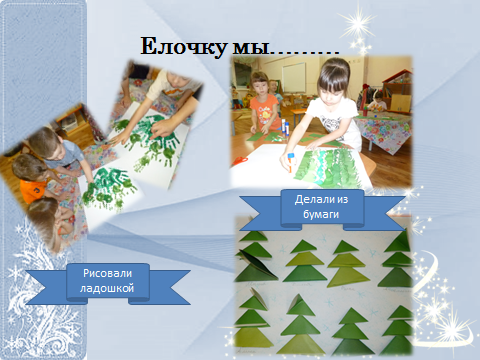 Елочку мы.........
Делали из
бумаги
Рисовали
ладошкой